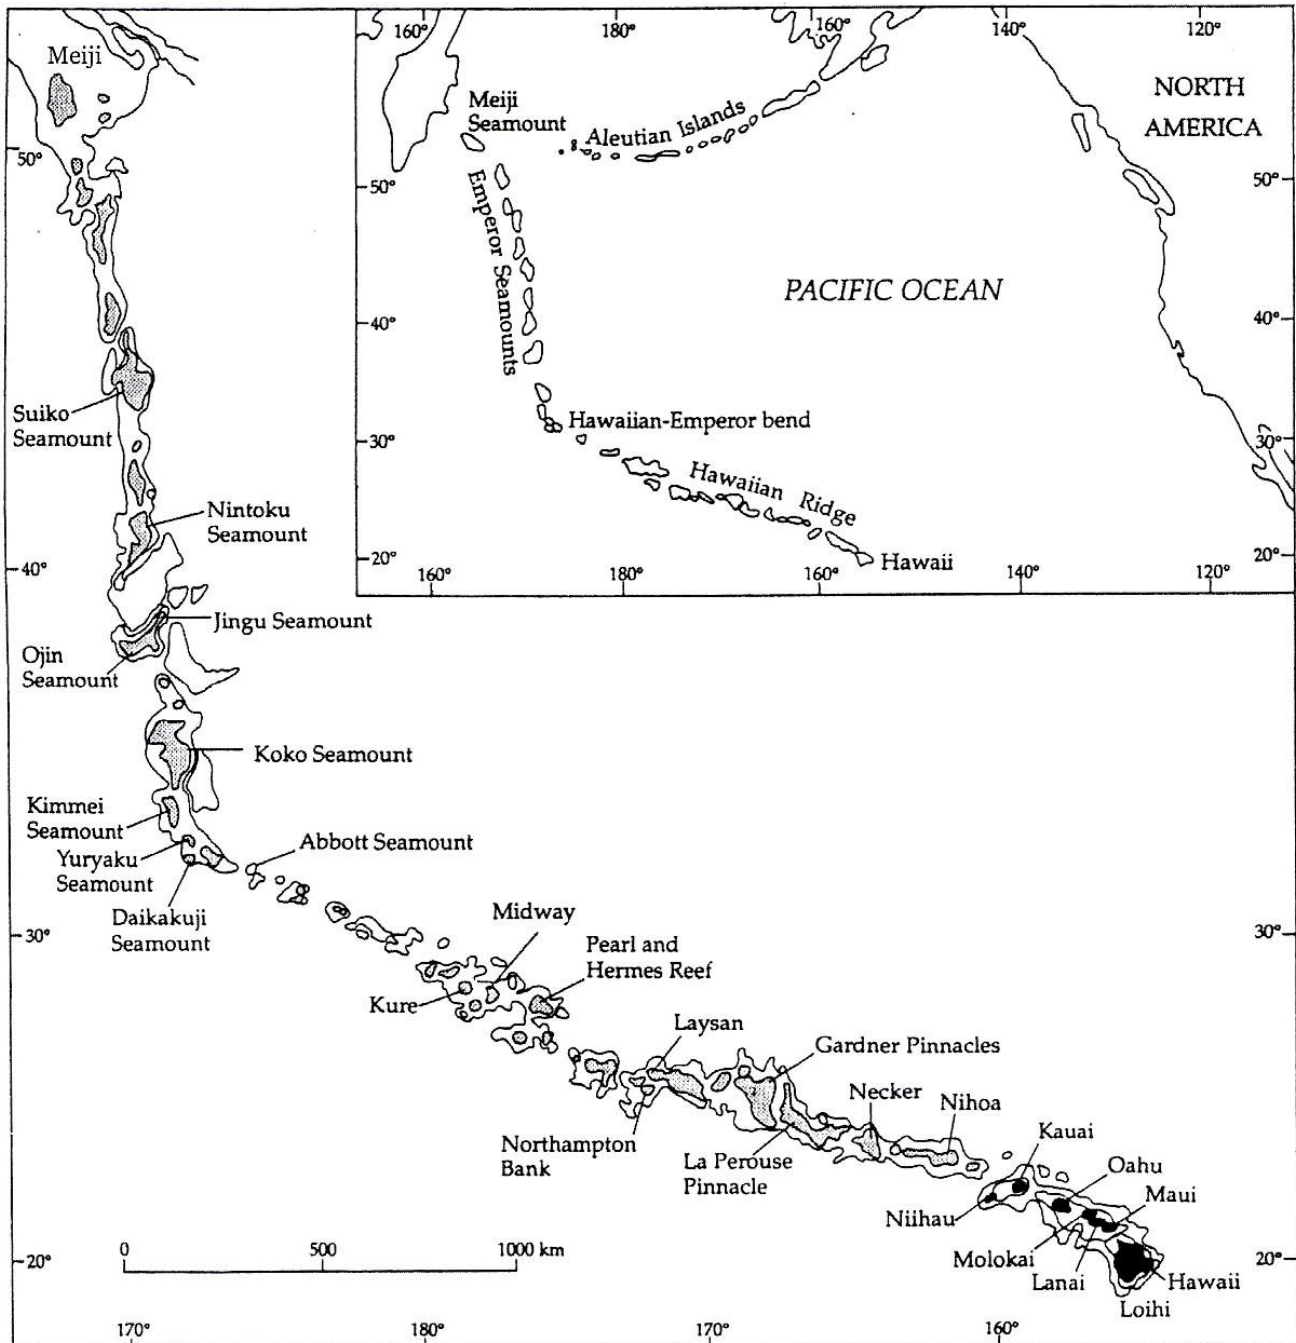 160°
180°
160°
140°
120°
Meiji
Meiji
Seamount
Aleutian Islands
NORTH
AMERICA
50°
50°
50°
Emperor Seamounts
PACIFIC OCEAN
40°
40°
Suiko
Seamount
Hawaiian-Emperor bend
30°
30°
Hawaiian Ridge
Nintoku
Seamount
20°
Hawaii
20°
40°
160°
180°
160°
140°
120°
Jingu Seamount
Ojin
Seamount
Koko Seamount
Kimmei
Seamount
Abbott Seamount
Yuryaku
Seamount
Daikakuji
Seamount
Midway
30°
30°
Pearl and
Hermes Reef
Kure
Laysan
Gardner Pinnacles
Necker
Nihoa
Kauai
Northampton
Bank
La Perouse
Pinnacle
Oahu
Maui
Niihau
0
500
1000 km
20°
Molokai
20°
Lanai
Hawaii
Loihi
170°
180°
170°
160°